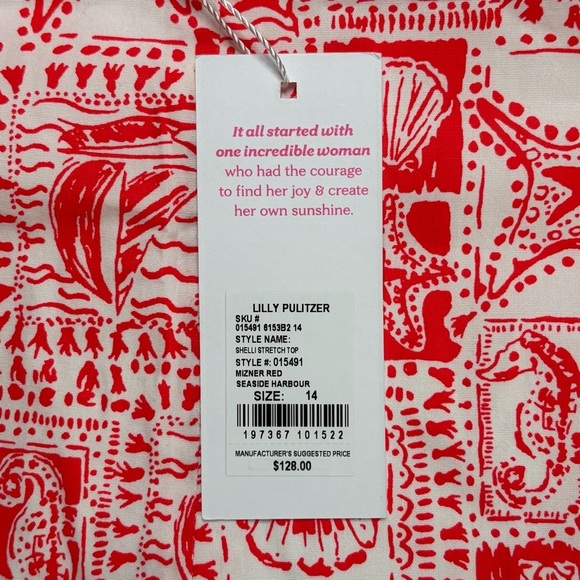 It all started with
one incredible woman
who had the courage
to find her joy & create
her own sunshine.
LILLY PULITZER
SKU #
015491 6153B2 14
STYLE NAME:
SHELLI STRETCH TOP
STYLE #: 015491
MIZNER RED
SEASIDE HARBOUR
SIZE: 14
197367 101522
MANUFACTURER'S SUGGESTED PRICE
$128.00